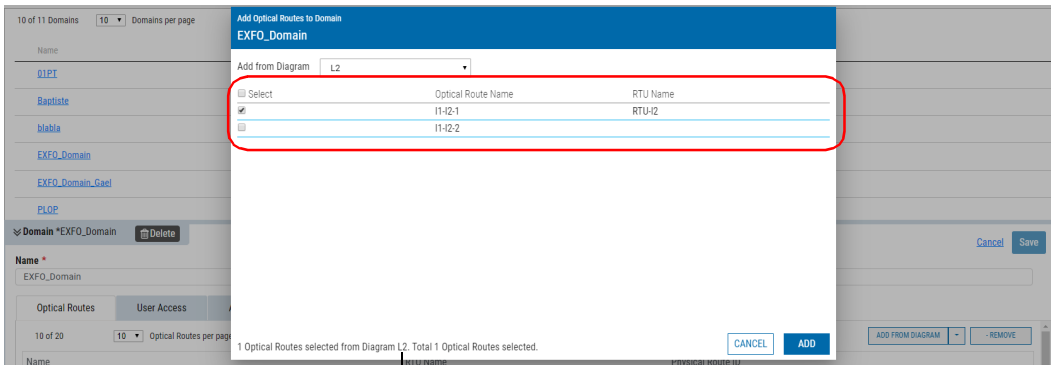 10 of 11 Domains 10 Domains per page
Name
01PT
Baptiste
blabla
EXFO_Domain
EXFO_Domain_Gael
PLOP
Domain *EXFO_Domain Delete
Cancel Save
Name *
EXFO_Domain
Optical Routes User Access
10 of 20 10 Optical Routes per page
ADD FROM DIAGRAM - REMOVE
Name RTU Name Physical Route ID
Add Optical Routes to Domain
EXFO_Domain
Add from Diagram L2
Select Optical Route Name RTU Name
I1-I2-1 RTU-I2
I1-I2-2
1 Optical Routes selected from Diagram L2. Total 1 Optical Routes selected.
CANCEL ADD